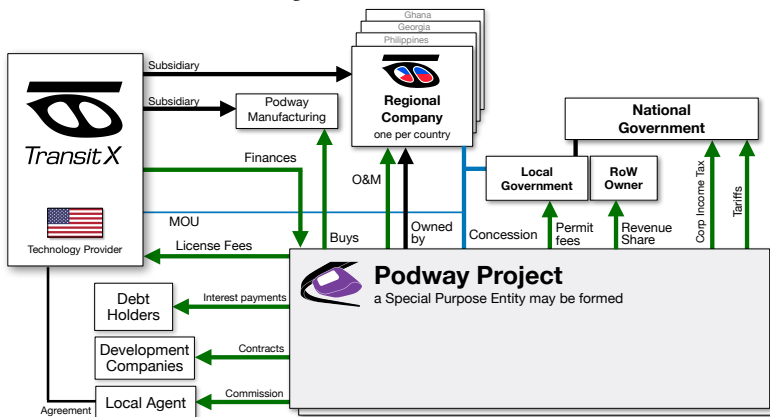 Ghana
Georgia
Philippines
Subsidiary
Subsidiary
Podway
Manufacturing
Regional
Company
one per country
National
Government
TransitX
Technology Provider
Finances
MOU
License Fees
Buys
O&M
Owned
by
Concession
Local
Government
RoW
Owner
Permit
fees
Revenue
Share
Corp Income Tax
Tariffs
Podway Project
a Special Purpose Entity may be formed
Debt
Holders
Interest payments
Development
Companies
Contracts
Local Agent
Commission
Agreement